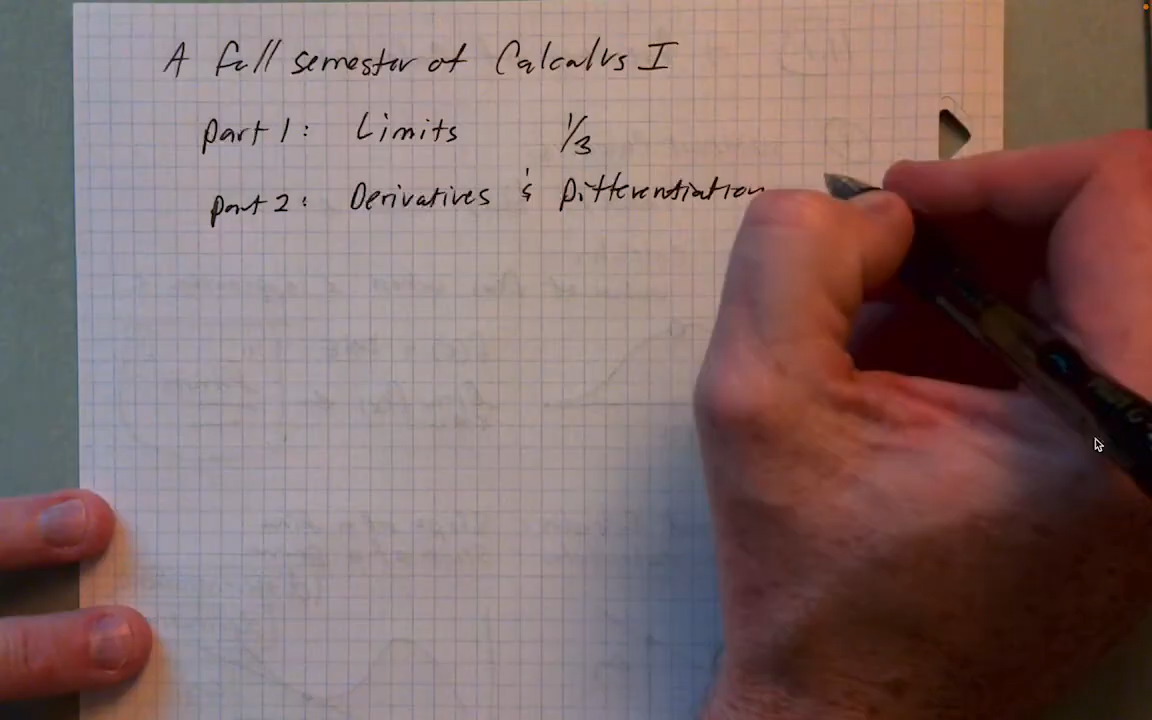 A full semester of Calculus I
part 1: Limits 1/3
part 2: Derivatives & Differentiation